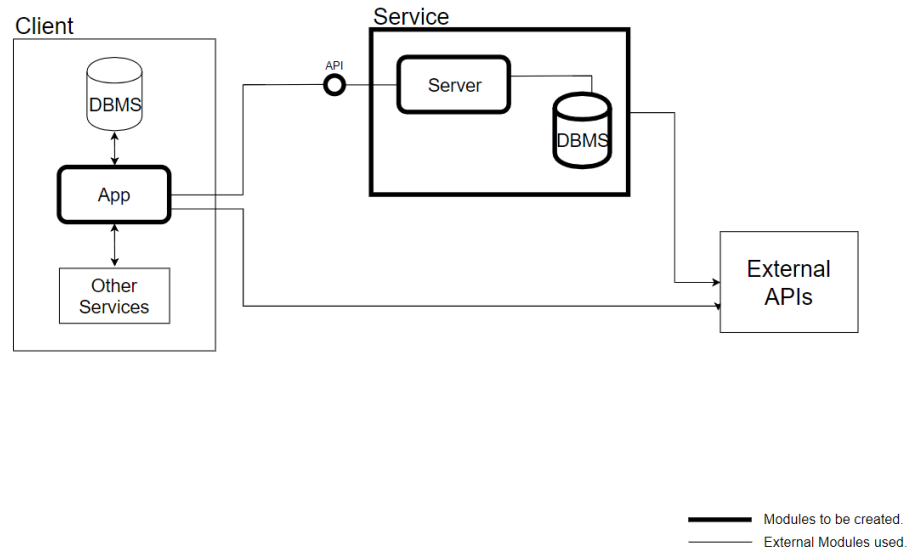 Client
Service
DBMS
API
Server
DBMS
App
Other
Services
External
APIs
Modules to be created.
External Modules used.